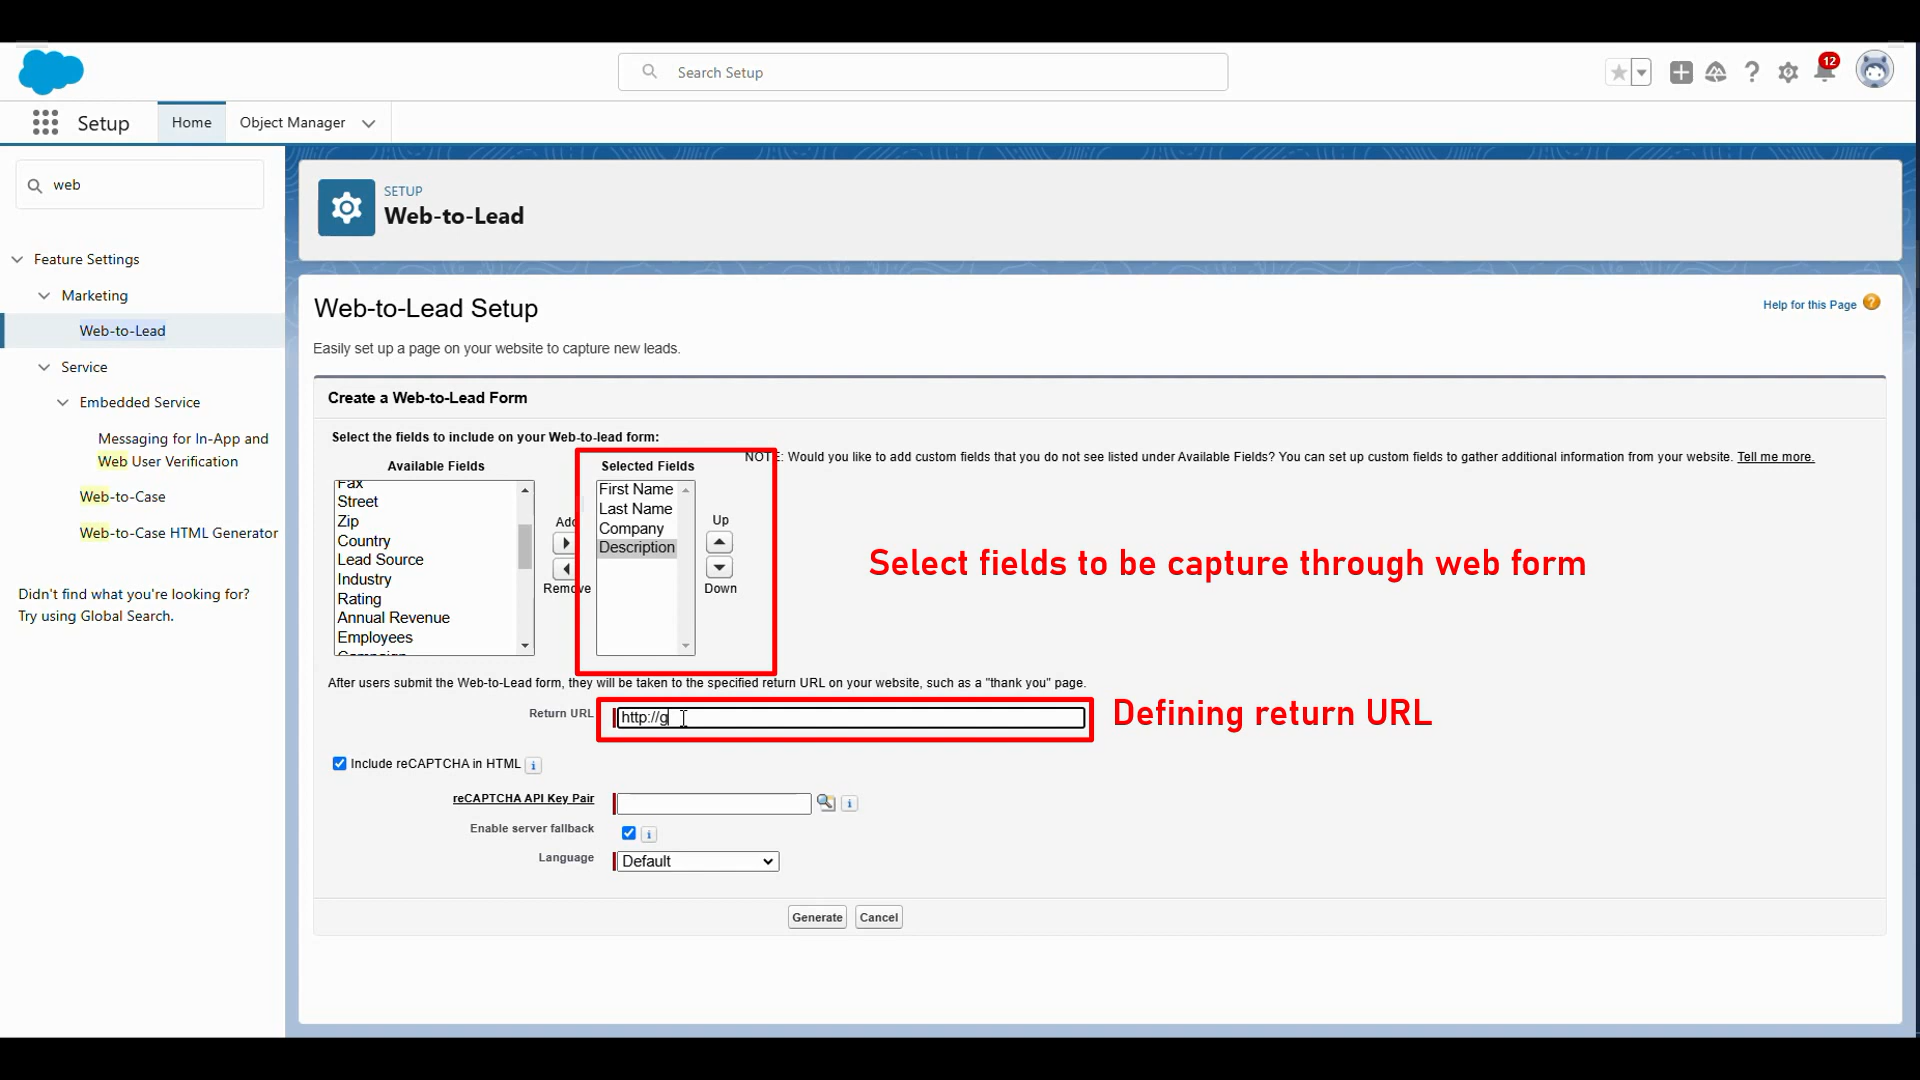 Search Setup
12
Setup
Home
Object Manager
web
SETUP
Web-to-Lead
Feature Settings
Marketing
Web-to-Lead
Service
Embedded Service
Messaging for In-App and
Web User Verification
Web-to-Case
Web-to-Case HTML Generator
Didn't find what you're looking for?
Try using Global Search.
Web-to-Lead Setup
Help for this Page
Easily set up a page on your website to capture new leads.
Create a Web-to-Lead Form
Select the fields to include on your Web-to-lead form:
NOTE: Would you like to add custom fields that you do not see listed under Available Fields? You can set up custom fields to gather additional information from your website. Tell me more.
Available Fields
Fax
Street
Zip
Country
Lead Source
Industry
Rating
Annual Revenue
Employees
Campaign
Add
Remove
Selected Fields
First Name
Last Name
Company
Description
Up
Down
Select fields to be capture through web form
After users submit the Web-to-Lead form, they will be taken to the specified return URL on your website, such as a "thank you" page.
Return URL
http://g
Defining return URL
Include reCAPTCHA in HTML
reCAPTCHA API Key Pair
Enable server fallback
Language
Default
Generate
Cancel